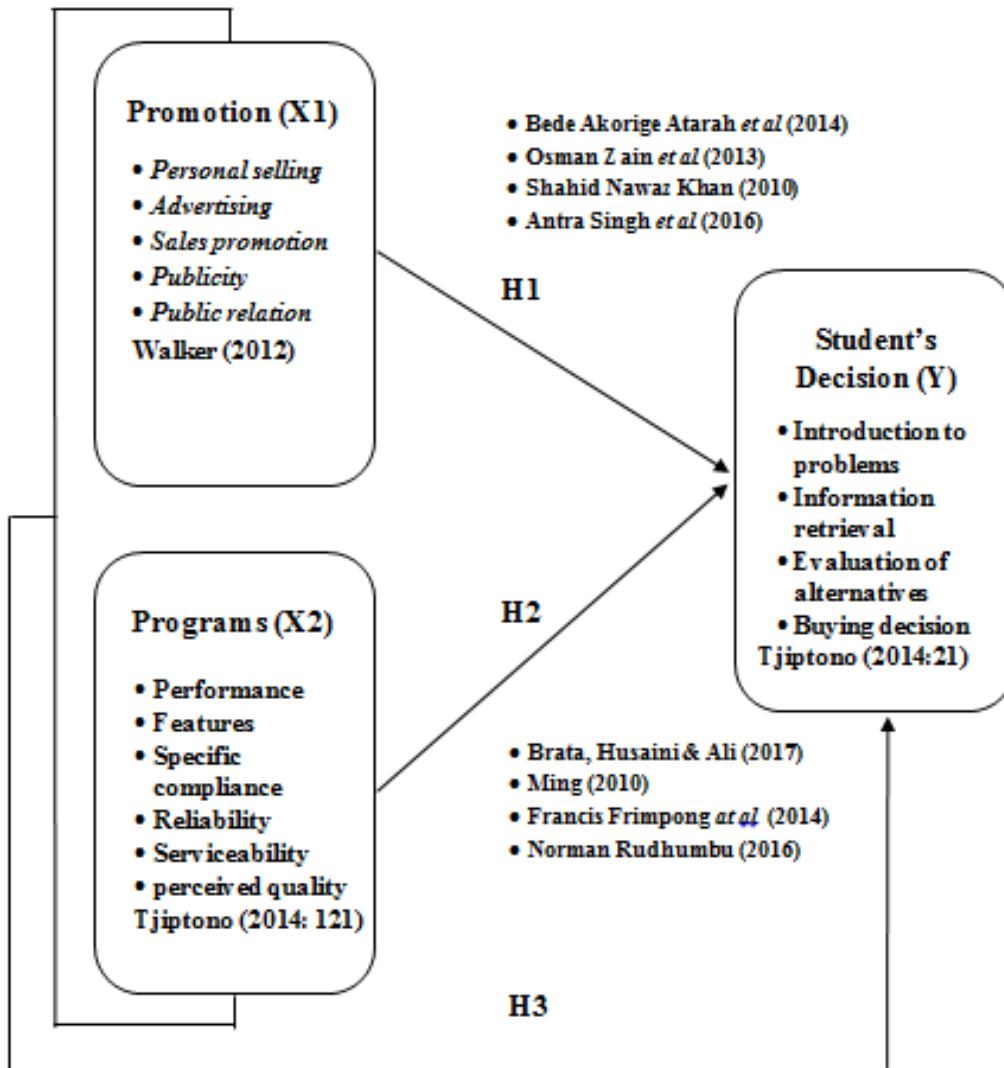 Promotion (X1)
• Personal selling
• Advertising
• Sales promotion
• Publicity
• Public relation
Walker (2012)
• Bede Akorige Atarah et al (2014)
• Osman Zain et al (2013)
• Shahid Nawaz Khan (2010)
• Antra Singh et al (2016)
H1
Student's
Decision (Y)
• Introduction to
problems
• Information
retrieval
• Evaluation of
alternatives
• Buying decision
Tjiptono (2014:21)
Programs (X2)
• Performance
• Features
• Specific
compliance
• Reliability
• Serviceability
• perceived quality
Tjiptono (2014: 121)
H2
• Brata, Husaini & Ali (2017)
• Ming (2010)
• Francis Frimpong at al (2014)
• Norman Rudhumbu (2016)
H3